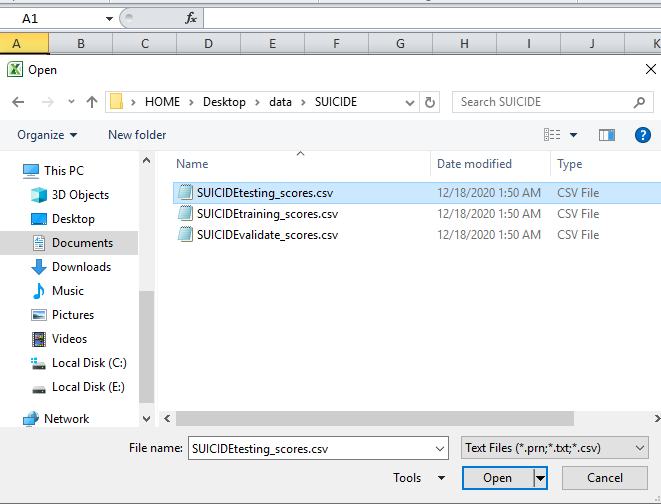 A1 fx
A B C D E F G H I J K
Open
HOME Desktop data SUICIDE Search SUICIDE
Organize New folder
Name Date modified Type
This PC
3D Objects
Desktop
Documents
Downloads
Music
Pictures
Videos
Local Disk (C:)
Local Disk (E:)
Network
SUICIDEtesting_scores.csv 12/18/2020 1:50 AM CSV File
SUICIDEtraining_scores.csv 12/18/2020 1:50 AM CSV File
SUICIDEvalidate_scores.csv 12/18/2020 1:50 AM CSV File
File name: SUICIDEtesting_scores.csv Text Files (*.prn;*.txt;*.csv)
Tools Open Cancel